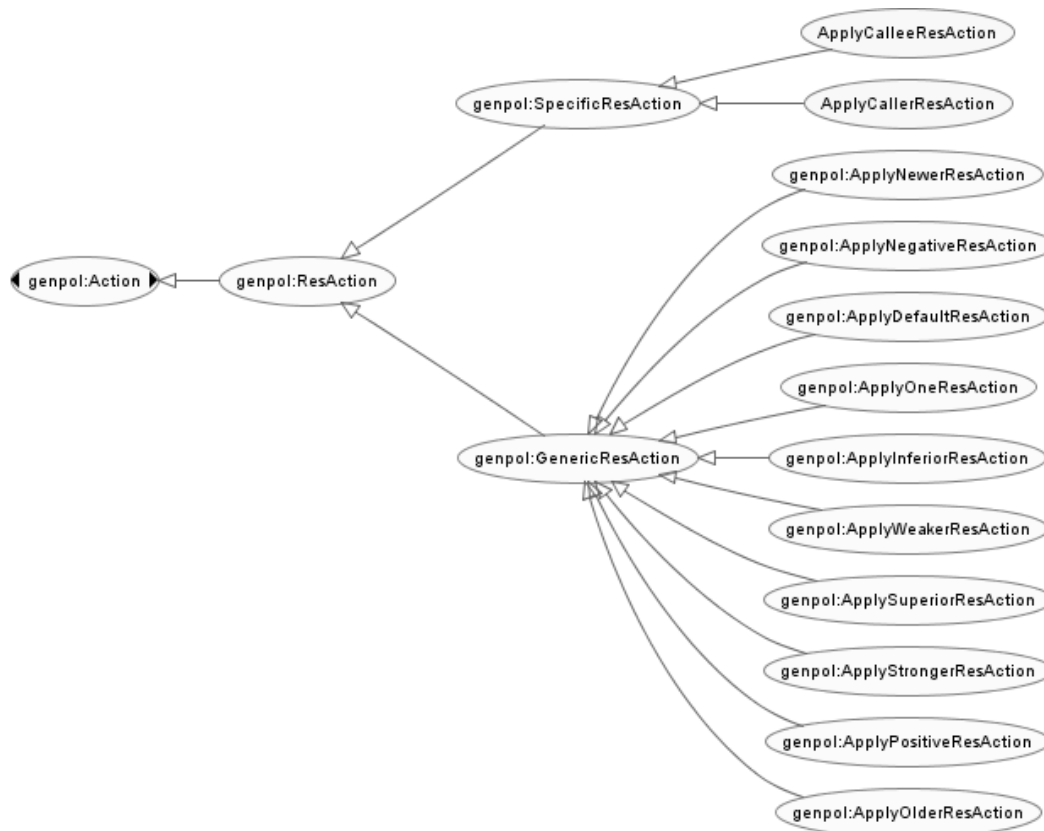 ApplyCalleeResAction
genpol:SpecificResAction
ApplyCallerResAction
genpol:ApplyNewerResAction
genpol:ApplyNegativeResAction
genpol:Action
genpol:ResAction
genpol:ApplyDefaultResAction
genpol:ApplyOneResAction
genpol:GenericResAction
genpol:ApplyInferiorResAction
genpol:ApplyWeakerResAction
genpol:ApplySuperiorResAction
genpol:ApplyStrongerResAction
genpol:ApplyPositiveResAction
genpol:ApplyOlderResAction